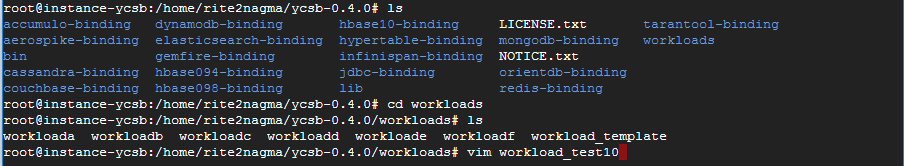 root@instance-ycsb:/home/rite2nagma/ycsb-0.4.0# ls
accumulo-binding dynamodb-binding hbase10-binding LICENSE.txt tarantool-binding
aerospike-binding elasticsearch-binding hypertable-binding mongodb-binding workloads
bin gemfire-binding infinispan-binding NOTICE.txt
cassandra-binding hbase094-binding jdbc-binding orientdb-binding
couchbase-binding hbase098-binding lib redis-binding
root@instance-ycsb:/home/rite2nagma/ycsb-0.4.0# cd workloads
root@instance-ycsb:/home/rite2nagma/ycsb-0.4.0/workloads# ls
workloada workloadb workloadc workloadd workloade workloadf workload_template
root@instance-ycsb:/home/rite2nagma/ycsb-0.4.0/workloads# vim workload_test10